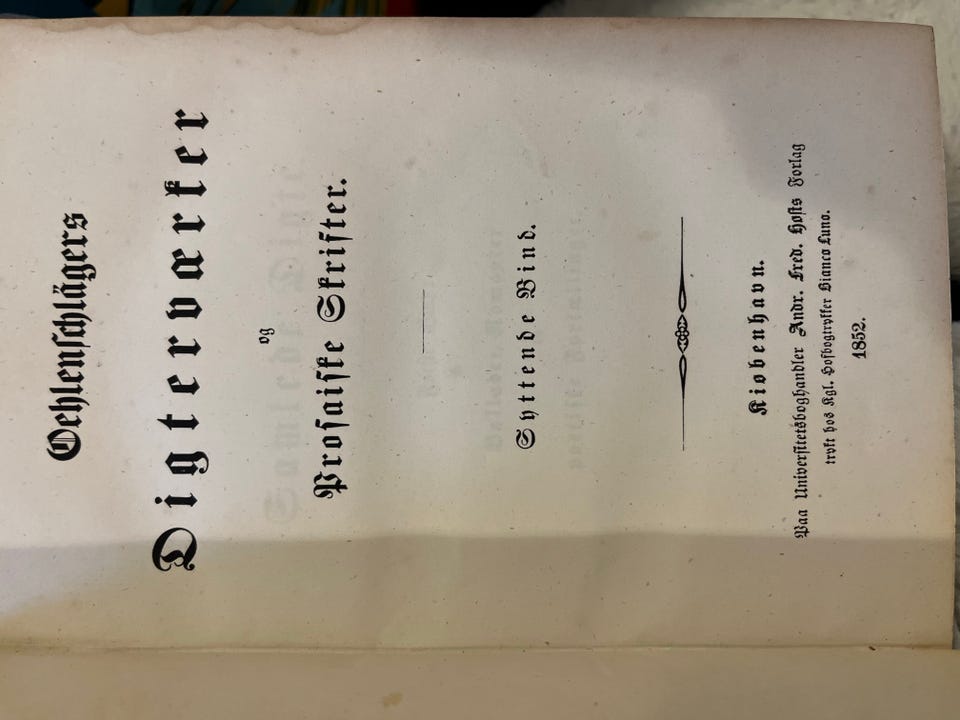 Oehlenschlägers
Digterværker
og
Prosaiske Skrifter.
Syttende Bind.
Kiøbenhavn.
Paa Universitetsboghandler Andr. Fred. Høsts Forlag
trykt hos Kgl. Hofbogtrykker Bianco Luno.
1852.